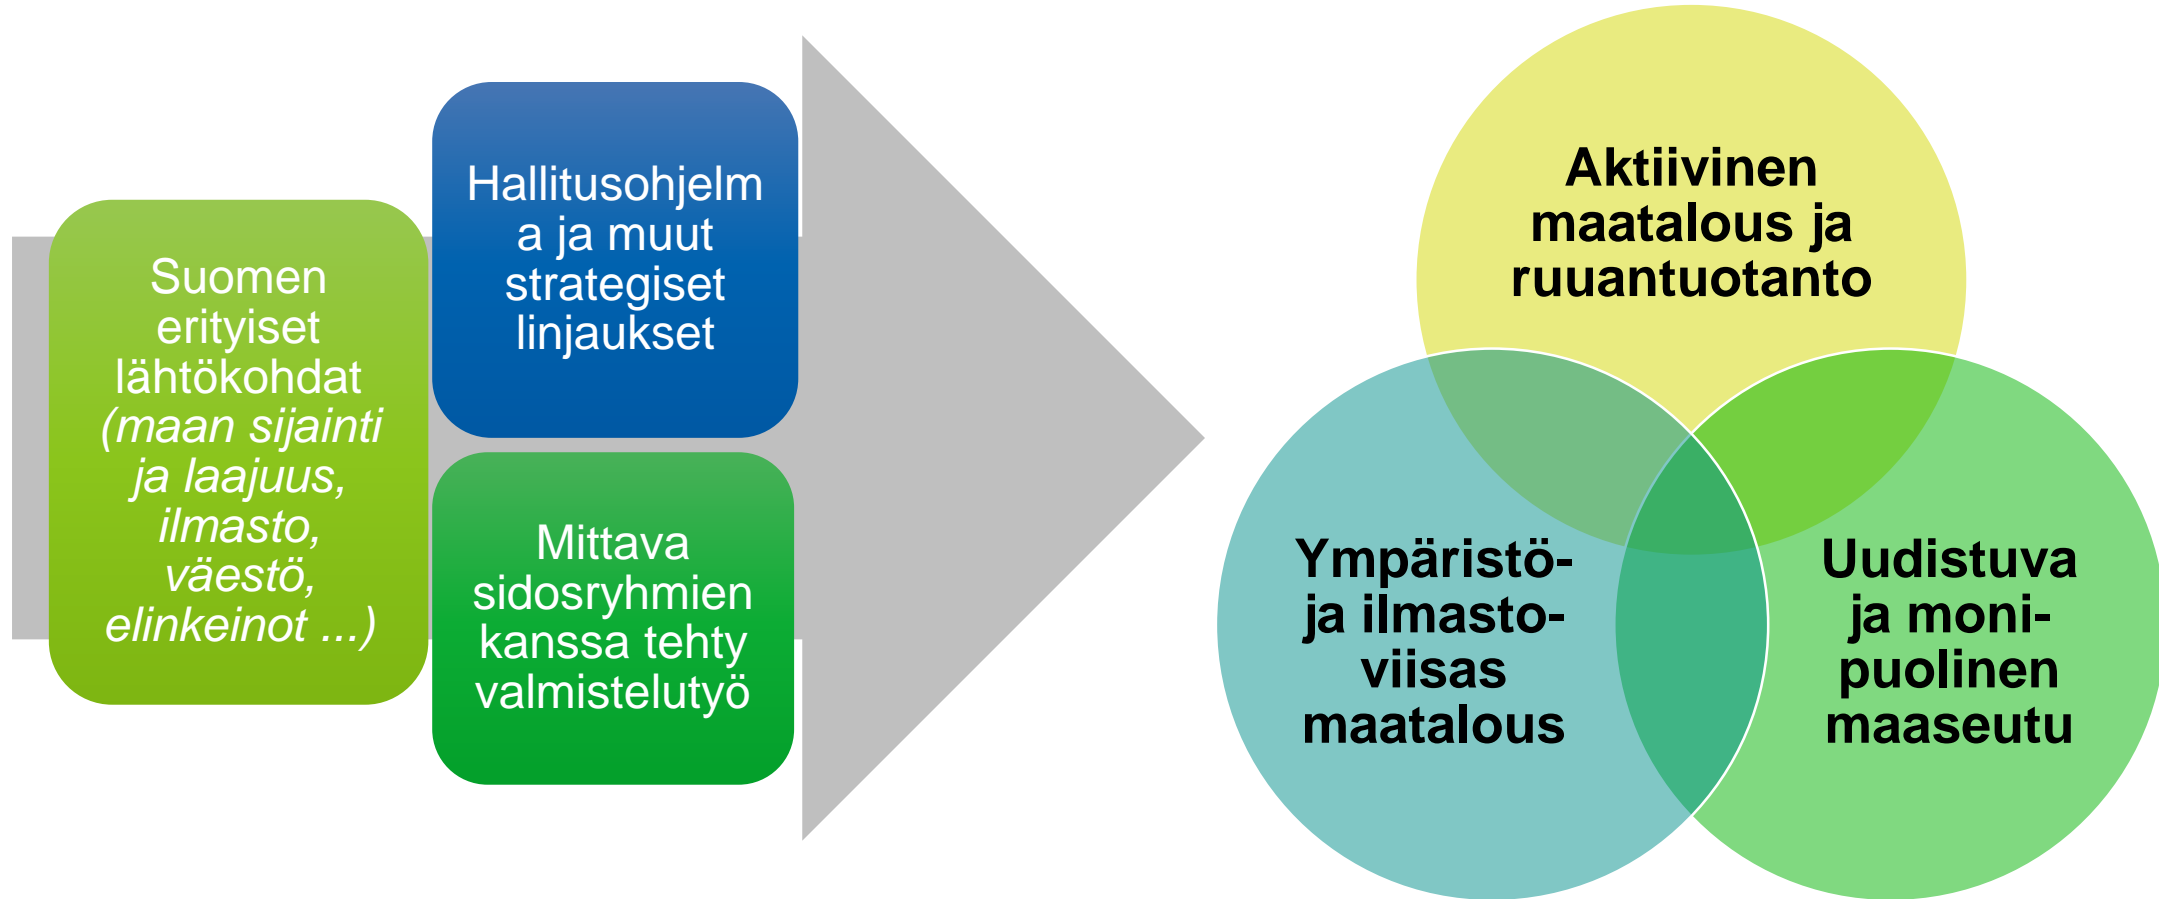 Suomen
erityiset
lähtökohdat
(maan sijainti
ja laajuus,
ilmasto,
väestö,
elinkeinot ...)
Hallitusohjelm
a ja muut
strategiset
linjaukset
Mittava
sidosryhmien
kanssa tehty
valmistelutyö
Aktiivinen
maatalous ja
ruuantuotanto
Ympäristö-
ja ilmasto-
viisas
maatalous
Uudistuva
ja moni-
puolinen
maaseutu